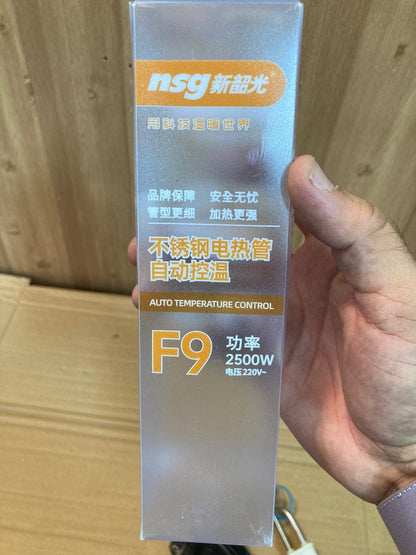 nsg 新韶光®
用科技温暖世界
品牌保障 安全无忧
管型更细 加热更强
不锈钢电热管
自动控温
AUTO TEMPERATURE CONTROL
F9 功率
2500W
电压220V~